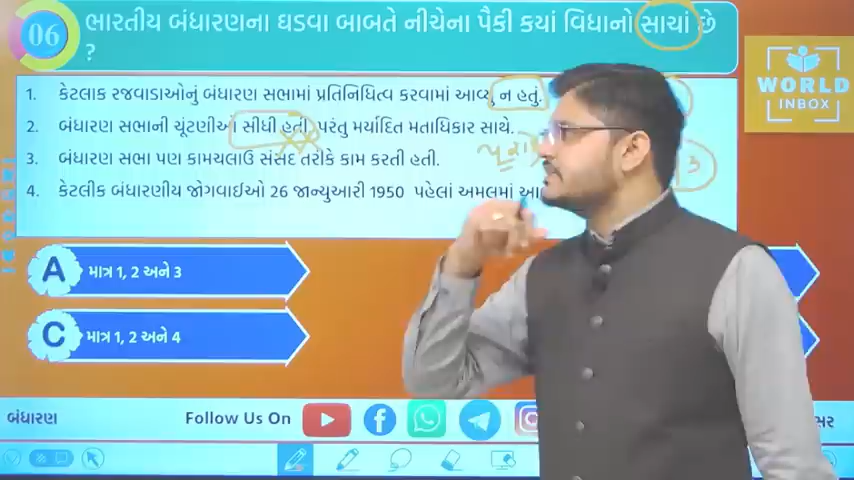 06
ભારતીય બંધારણના ઘડવા બાબતે નીચેના પૈકી કયાં વિધાનો સાચાં છે
?
1. કેટલાક રજવાડાઓનું બંધારણ સભામાં પ્રતિનિધિત્વ કરવામાં આવ્યુ ન હતું.
2. બંધારણ સભાની ચૂંટણીઓ સીધી હતી, પરંતુ મર્યાદિત મતાધિકાર સાથે.
3. બંધારણ સભા પણ કામચલાઉ સંસદ તરીકે કામ કરતી હતી.
3
4. કેટલીક બંધારણીય જોગવાઈઓ 26 જાન્યુઆરી 1950 પહેલાં અમલમાં
A માત્ર 1, 2 અને 3
C માત્ર 1, 2 અને 4
WORLD
INBOX
બંધારણ
Follow Us On